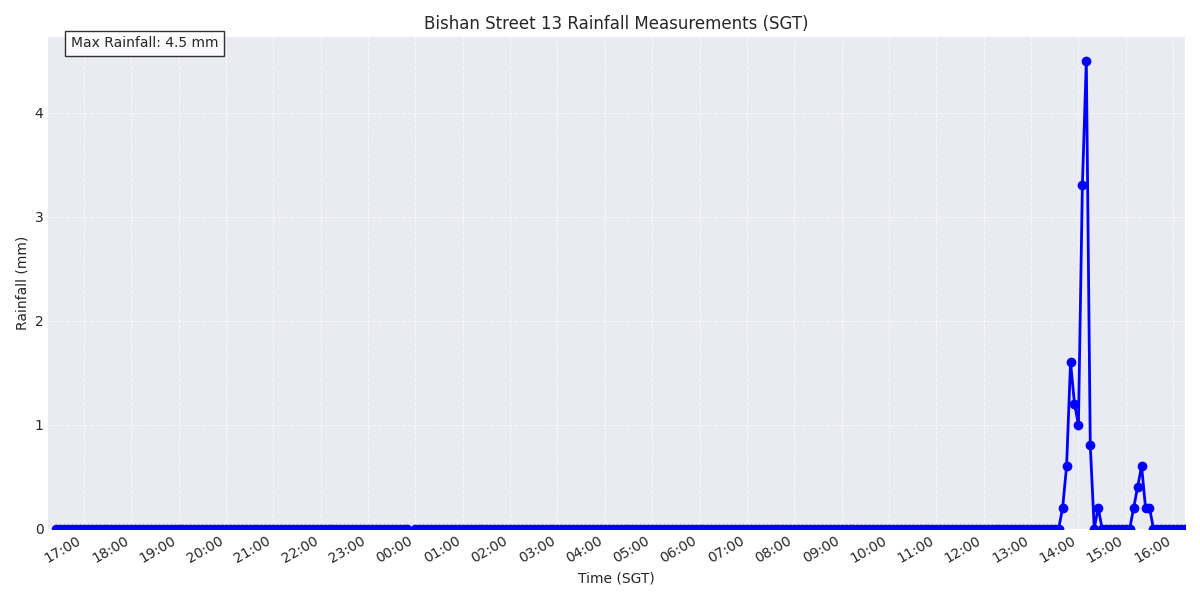 Bishan Street 13 Rainfall Measurements (SGT)
Max Rainfall: 4.5 mm
4
3
2
1
0
Rainfall (mm)
17:00 18:00 19:00 20:00 21:00 22:00 23:00 00:00 01:00 02:00 03:00 04:00 05:00 06:00 07:00 08:00 09:00 10:00 11:00 12:00 13:00 14:00 15:00 16:00
Time (SGT)